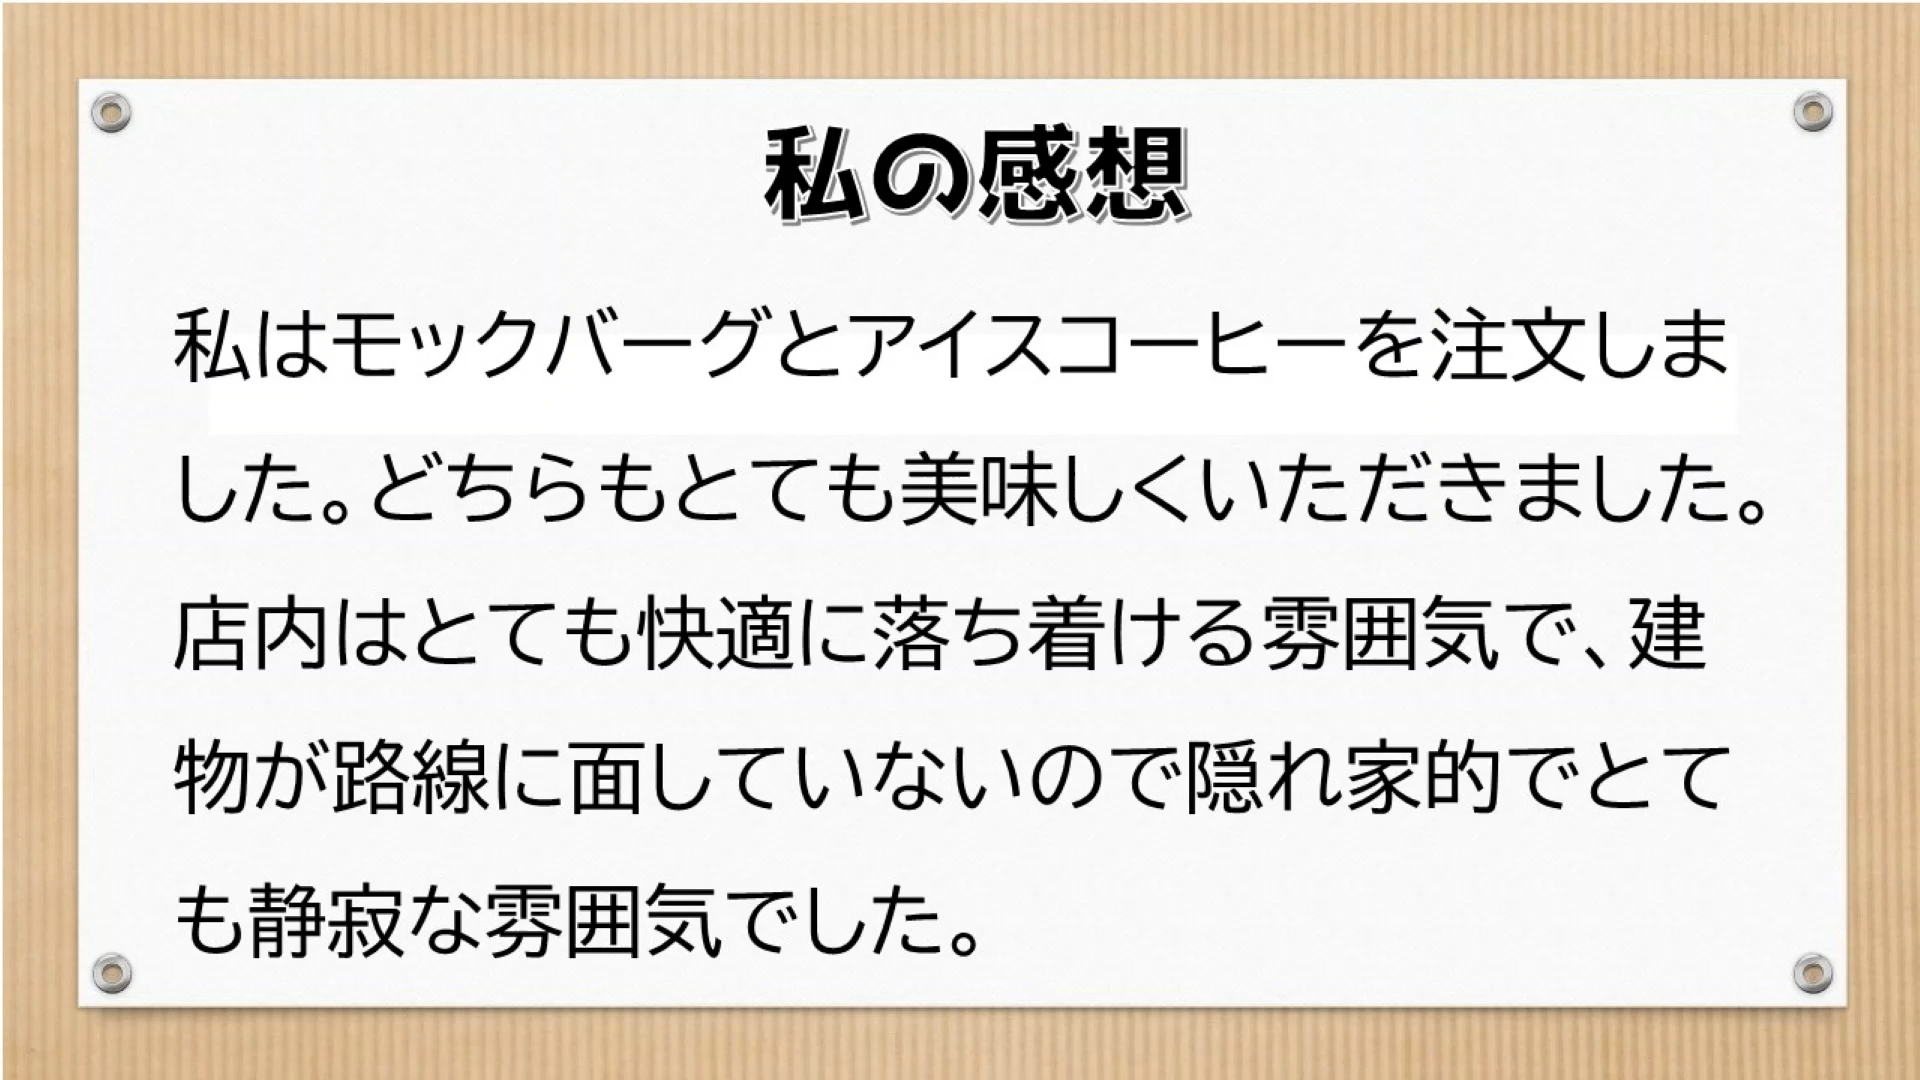 私の感想
私はモックバーグとアイスコーヒーを注文しま
した。どちらもとても美味しくいただきました。
店内はとても快適に落ち着ける雰囲気で、建
物が路線に面していないので隠れ家的でとて
も静寂な雰囲気でした。